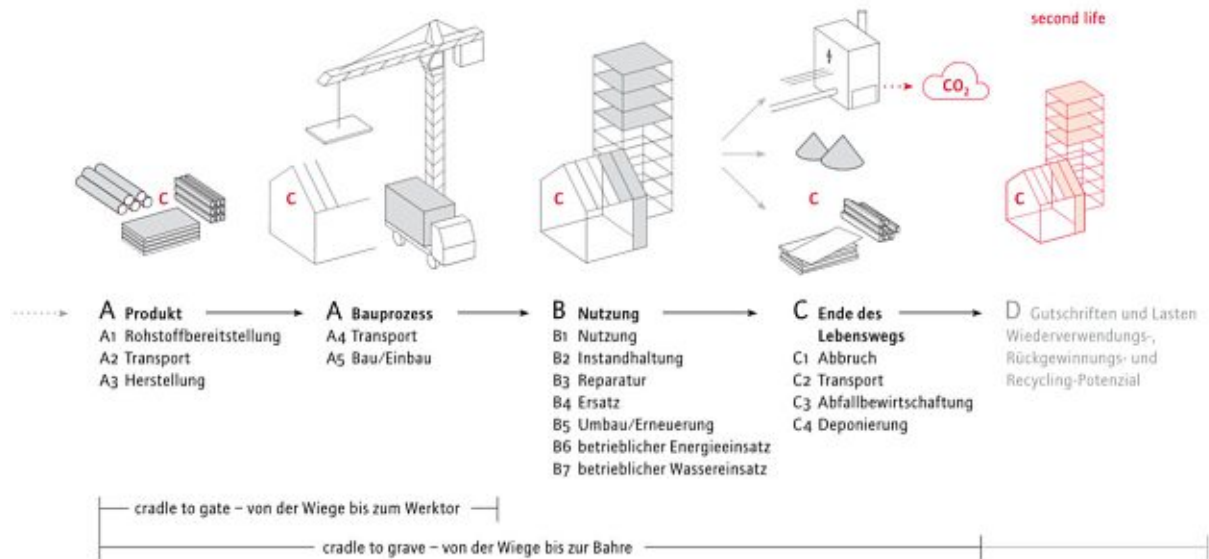 second life
CO₂
C
C
C
C
C
A Produkt
A1 Rohstoffbereitstellung
A2 Transport
A3 Herstellung
A Bauprozess
A4 Transport
A5 Bau/Einbau
B Nutzung
B1 Nutzung
B2 Instandhaltung
B3 Reparatur
B4 Ersatz
B5 Umbau/Erneuerung
B6 betrieblicher Energieeinsatz
B7 betrieblicher Wassereinsatz
C Ende des
Lebenswegs
C1 Abbruch
C2 Transport
C3 Abfallbewirtschaftung
C4 Deponierung
D Gutschriften und Lasten
Wiederverwendungs-,
Rückgewinnungs- und
Recycling-Potenzial
cradle to gate – von der Wiege bis zum Werktor
cradle to grave – von der Wiege bis zur Bahre